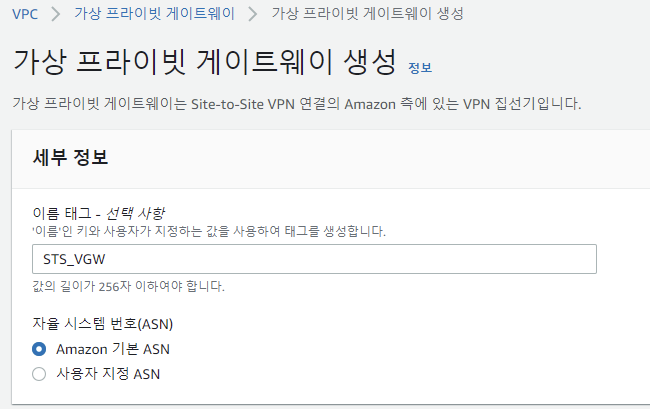 VPC > 가상 프라이빗 게이트웨이 > 가상 프라이빗 게이트웨이 생성
가상 프라이빗 게이트웨이 생성 정보
가상 프라이빗 게이트웨이는 Site-to-Site VPN 연결의 Amazon 측에 있는 VPN 집선기입니다.
세부 정보
이름 태그 - 선택 사항
'이름'인 키와 사용자가 지정하는 값을 사용하여 태그를 생성합니다.
STS_VGW
값의 길이가 256자 이하여야 합니다.
자율 시스템 번호(ASN)
Amazon 기본 ASN
사용자 지정 ASN